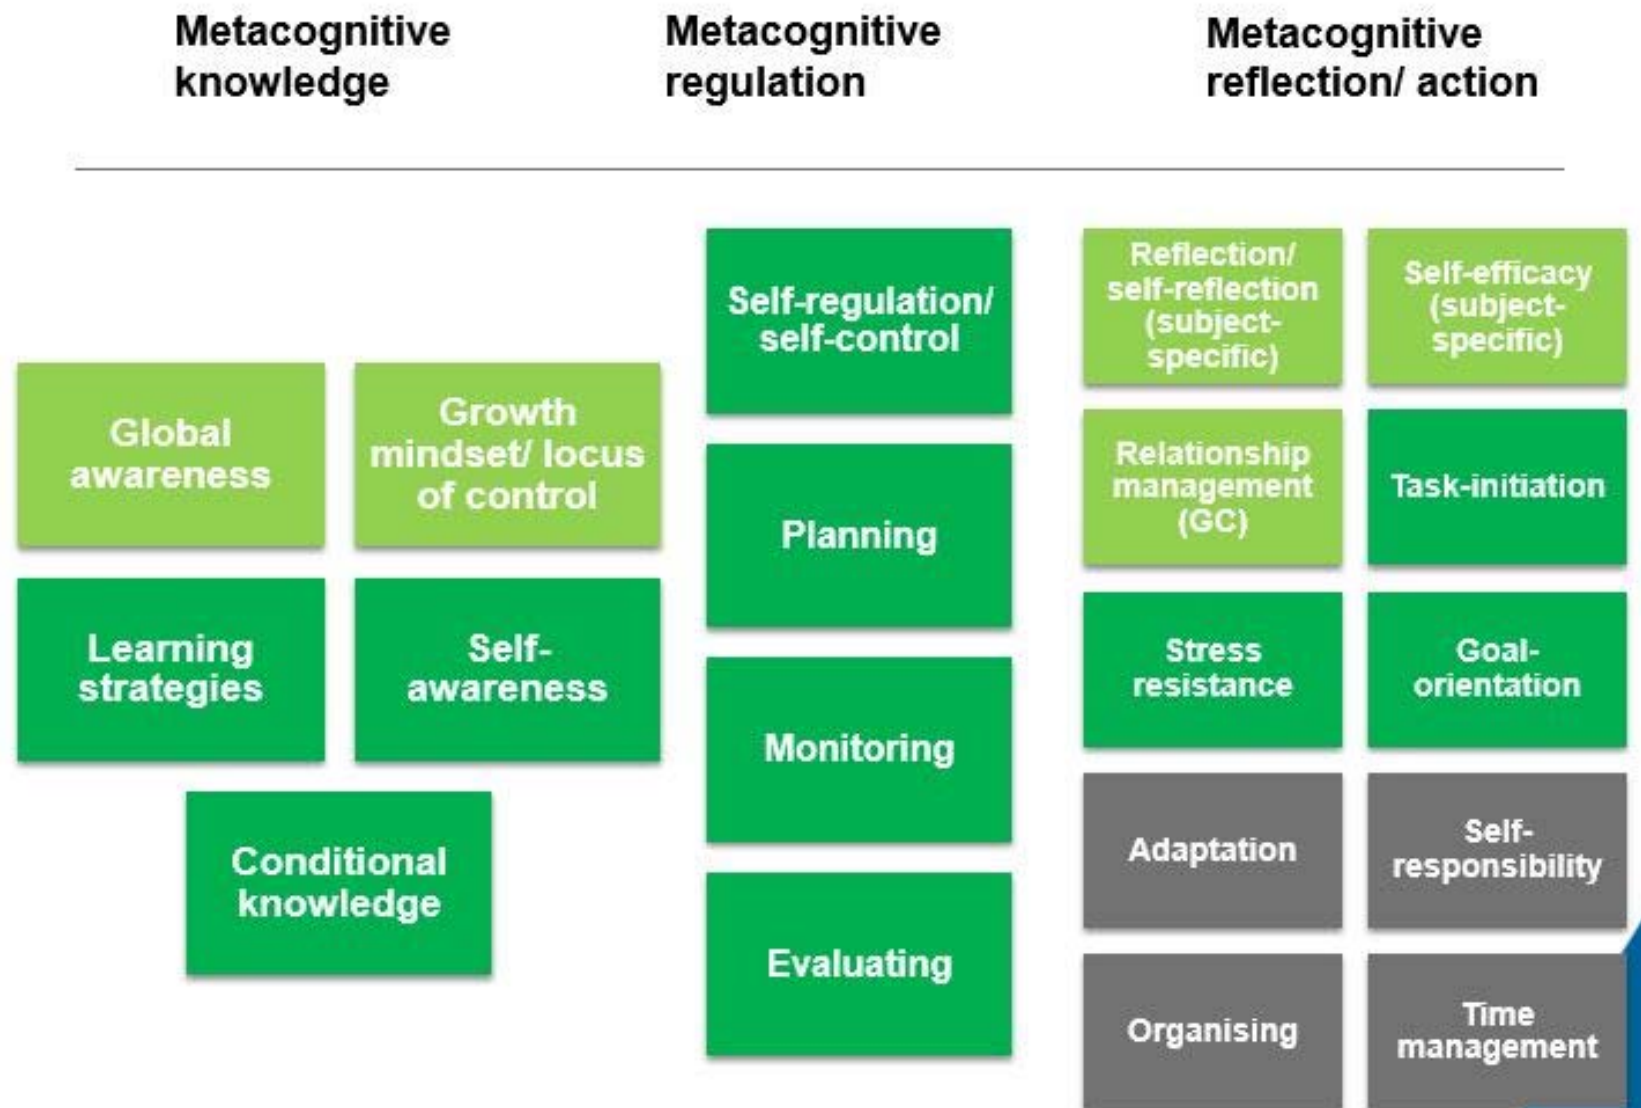 Metacognitive
knowledge
Metacognitive
regulation
Metacognitive
reflection/ action
Global
awareness
Growth
mindset/ locus
of control
Learning
strategies
Self-
awareness
Conditional
knowledge
Self-regulation/
self-control
Planning
Monitoring
Evaluating
Reflection/
self-reflection
(subject-
specific)
Self-efficacy
(subject-
specific)
Relationship
management
(GC)
Task-initiation
Stress
resistance
Goal-
orientation
Adaptation
Self-
responsibility
Organising
Time
management